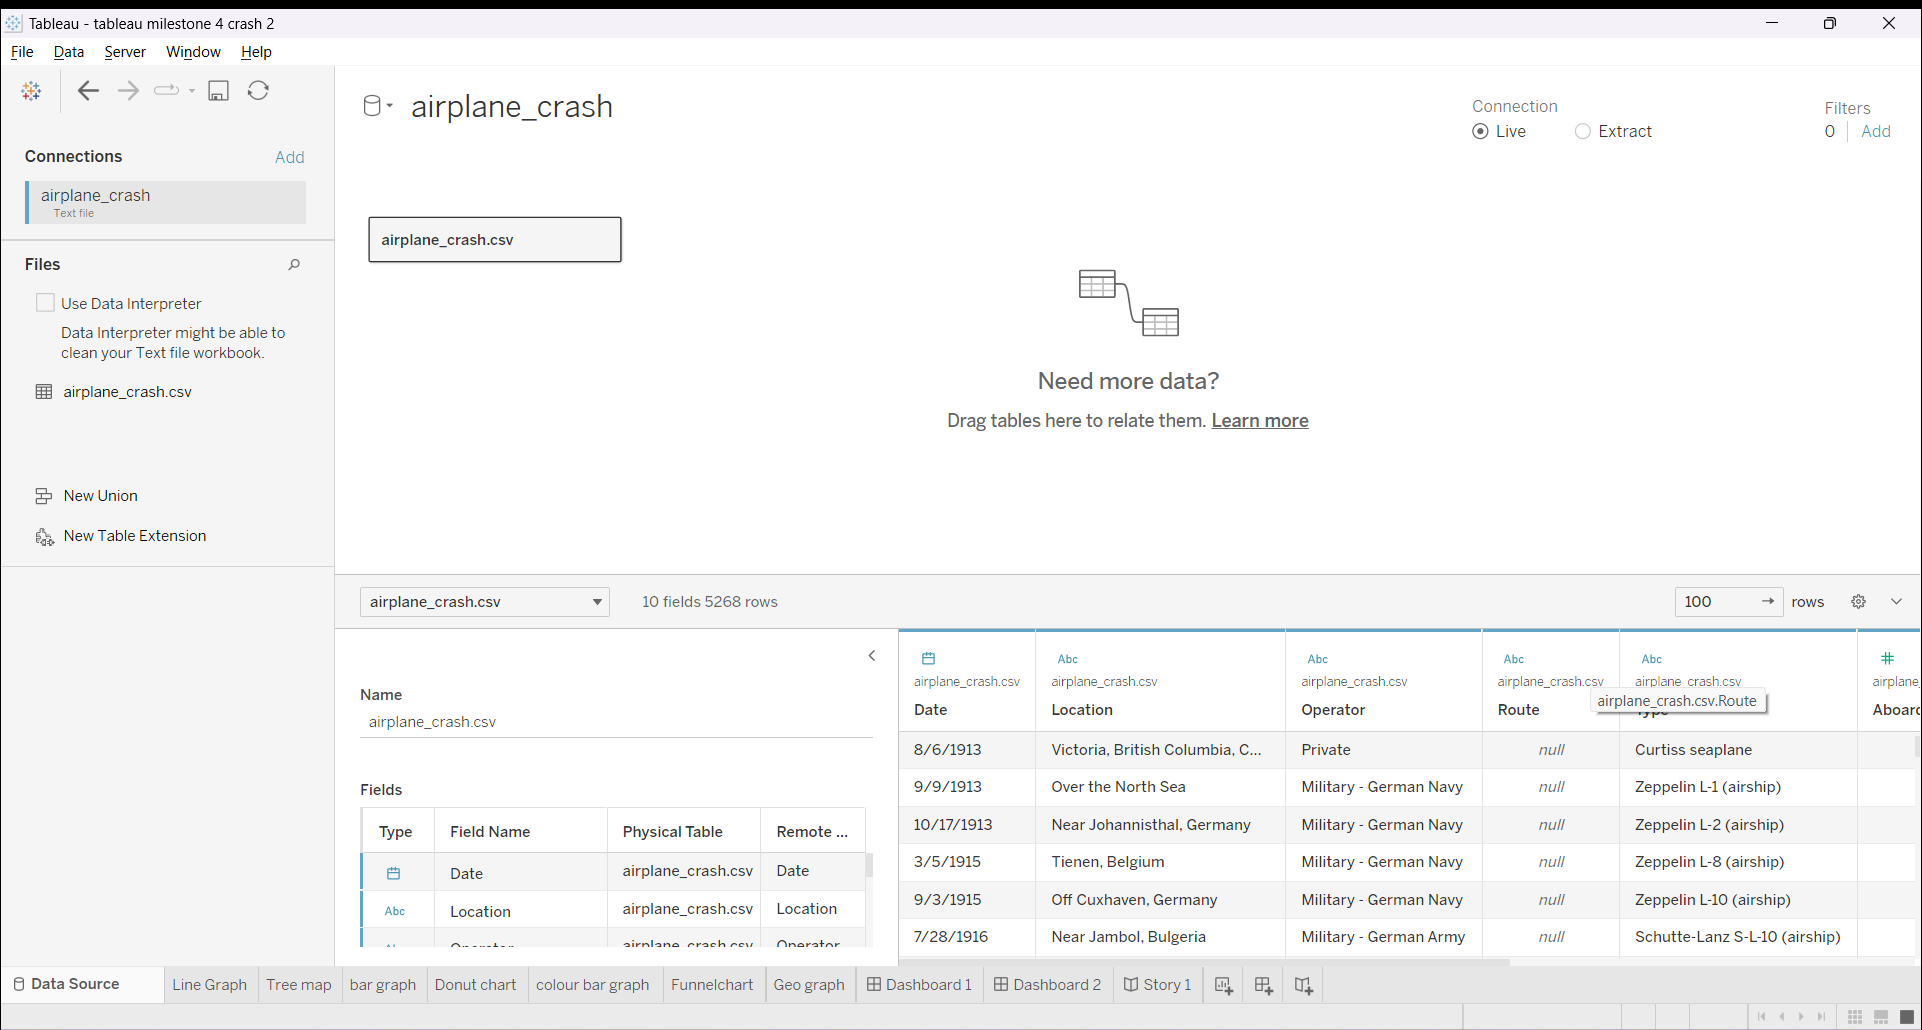 Tableau - tableau milestone 4 crash 2
File Data Server Window Help
airplane_crash
Connection
Live
Extract
Filters
0 Add
Connections Add
airplane_crash
Text file
Files
Use Data Interpreter
Data Interpreter might be able to
clean your Text file workbook.
airplane_crash.csv
New Union
New Table Extension
airplane_crash.csv
Need more data?
Drag tables here to relate them. Learn more
airplane_crash.csv 10 fields 5268 rows 100 rows
Name
airplane_crash.csv
Fields
Type Field Name Physical Table Remote ...
Date airplane_crash.csv Date
Abc Location airplane_crash.csv Location
Abc Operator airplane_crash.csv Operator
Abc Abc Abc Abc
airplane_crash.csv airplane_crash.csv airplane_crash.csv airplane_crash.csv airplane_crash.csv airplane_
airplane_crash.csv.Route
Date Location Operator Route Type Aboard
8/6/1913 Victoria, British Columbia, C... Private null Curtiss seaplane
9/9/1913 Over the North Sea Military - German Navy null Zeppelin L-1 (airship)
10/17/1913 Near Johannisthal, Germany Military - German Navy null Zeppelin L-2 (airship)
3/5/1915 Tienen, Belgium Military - German Navy null Zeppelin L-8 (airship)
9/3/1915 Off Cuxhaven, Germany Military - German Navy null Zeppelin L-10 (airship)
7/28/1916 Near Jambol, Bulgeria Military - German Army null Schutte-Lanz S-L-10 (airship)
Data Source Line Graph Tree map bar graph Donut chart colour bar graph Funnelchart Geo graph Dashboard 1 Dashboard 2 Story 1